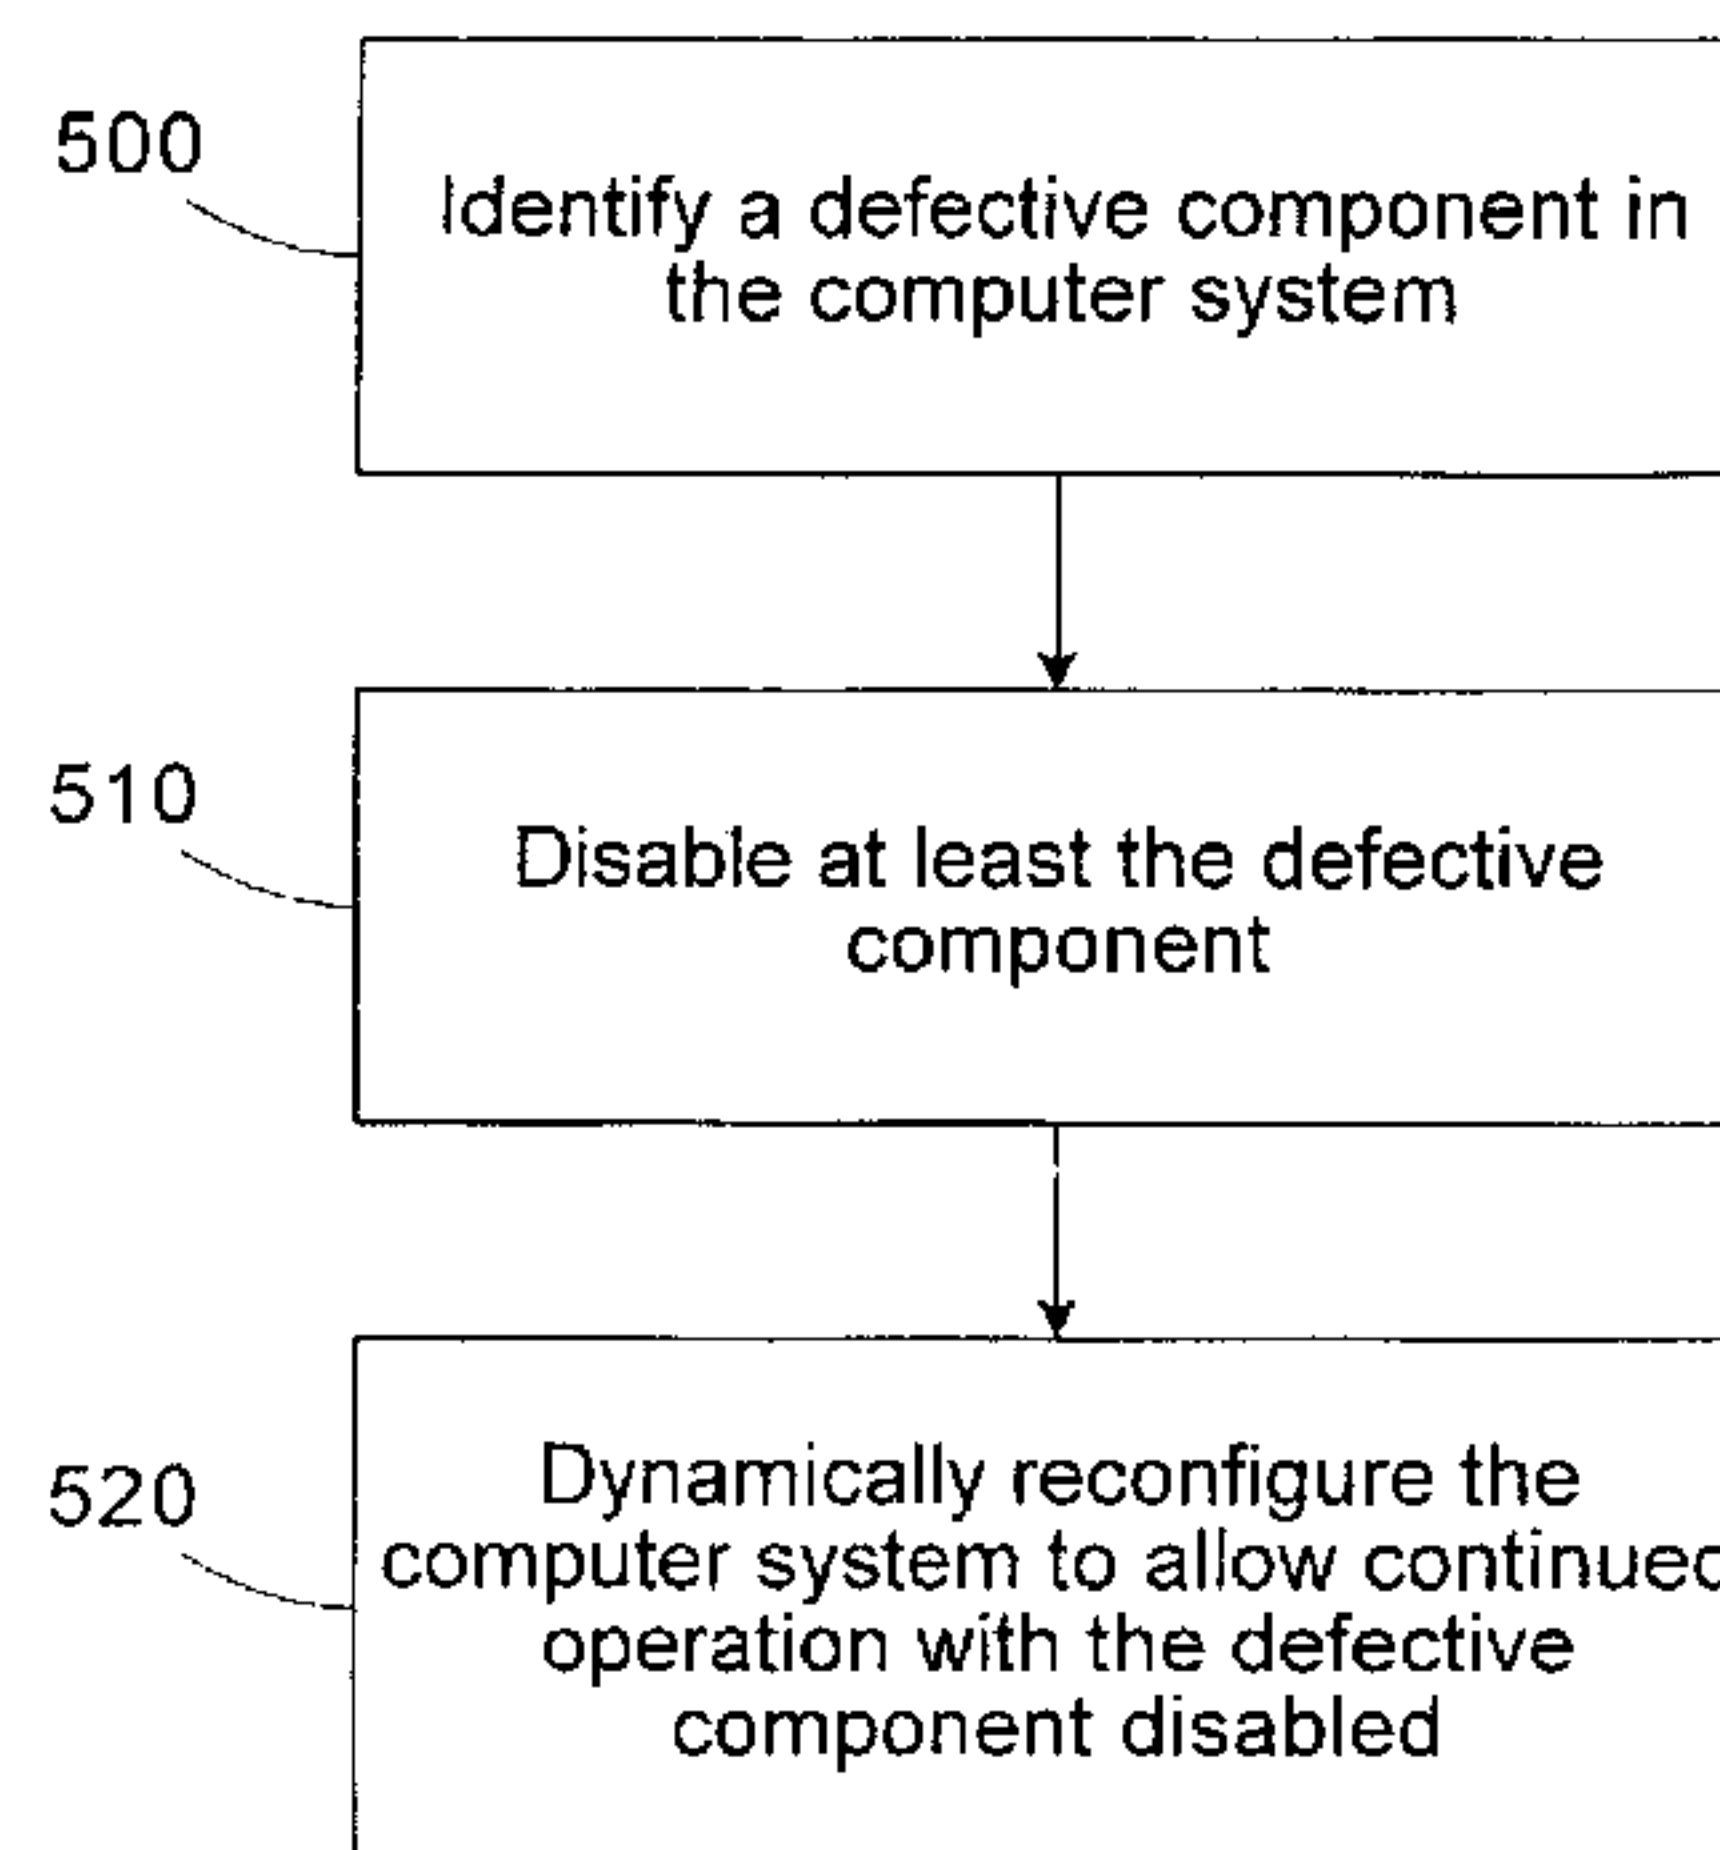 500
Identify a defective component in
the computer system
510
Disable at least the defective
component
520
Dynamically reconfigure the
computer system to allow continued
operation with the defective
component disabled